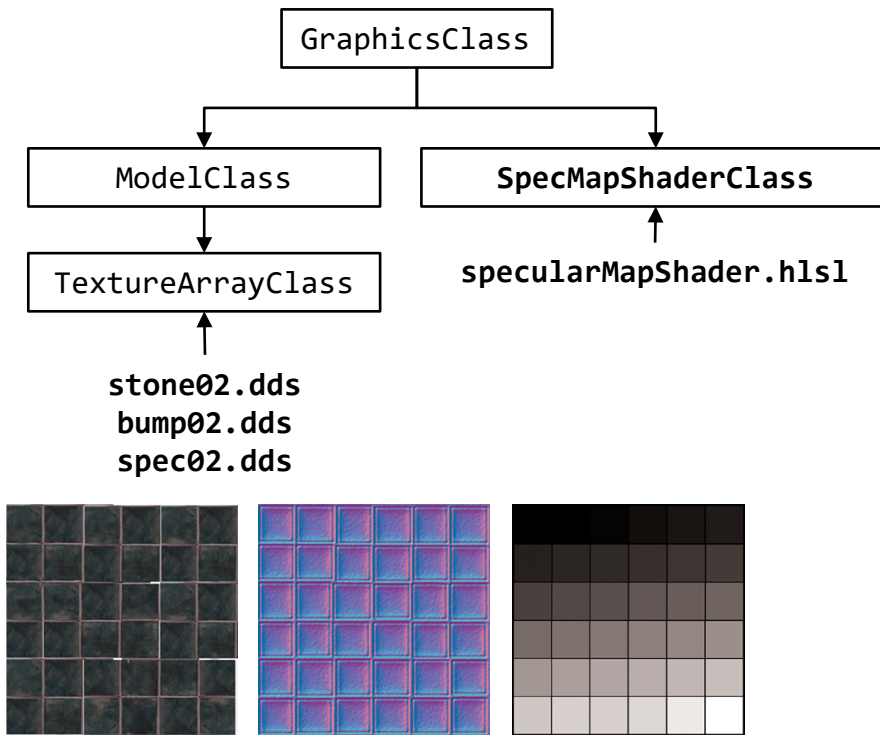 GraphicsClass
ModelClass
SpecMapShaderClass
TextureArrayClass
specularMapShader.hlsl
stone02.dds
bump02.dds
spec02.dds